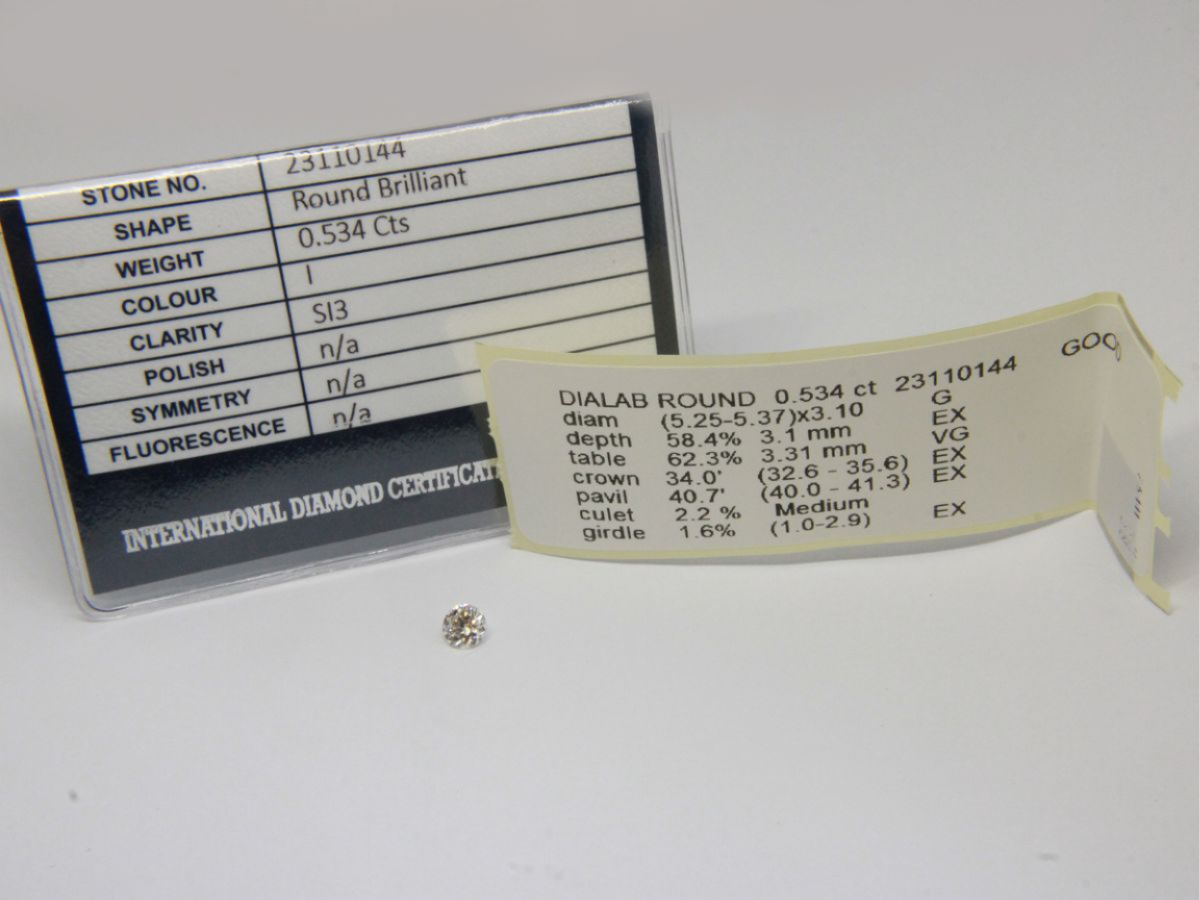 STONE NO. 23110144
SHAPE Round Brilliant
WEIGHT 0.534 Cts
COLOUR I
CLARITY SI3
POLISH n/a
SYMMETRY n/a
FLUORESCENCE n/a
INTERNATIONAL DIAMOND
DIALAB ROUND 0.534 ct 23110144
diam (5.25-5.37)x3.10 G
depth 58.4% 3.1 mm EX
table 62.3% 3.31 mm VG
crown 34.0' (32.6 - 35.6) EX
pavil 40.7' (40.0 - 41.3) EX
culet 2.2 % Medium
girdle 1.6% (1.0-2.9) EX